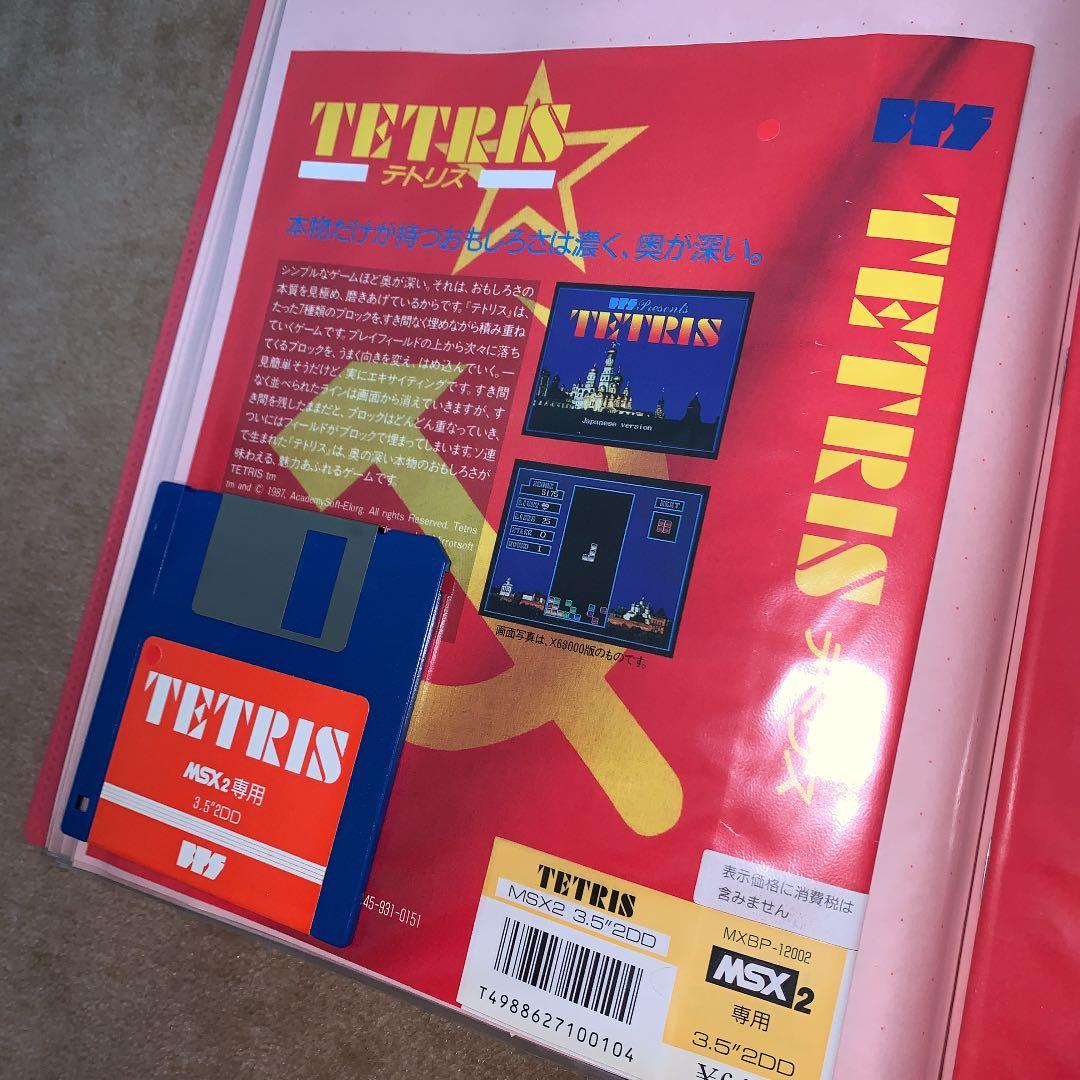 TETRIS
テトリス
本物だけが持つおもしろさは濃く、奥が深い。
シンプルなゲームほど奥が深い。それは、おもしろさの
本質を見極め、磨きあげているからです。『テトリス』は、
たった7種類のブロックを、すき間なく埋めながら積み重ね
ていくゲームです。プレイフィールドの上から次々に落ち
てくるブロックを、うまく向きを変え、はめ込んでいく。一
見簡単そうだけど、実にエキサイティングです。すき間
なく並べられたラインは画面から消えていきますが、す
き間を残したままだと、ブロックはどんどん重なっていき、
ついにはフィールドがブロックで埋まってしまいます。ソ連
で生まれた『テトリス』は、奥の深い本物のおもしろさが
味わえる、魅力あふれるゲームです。
TETRIS tm
tm and © 1987, AcademySoft-Elorg. All rights Reserved. Tetris
rrorsoft
BPS Presents
TETRIS
Japanese version
SCORE
5175
LEVEL
LINES 25
STAGE 0
ROUND 1
NEXT
画面写真は、X68000版のものです。
BPS
TETRIS
テトリス
TETRIS
MSX2 専用
3.5"2DD
BPS
45-931-0151
TETRIS
MSX2 3.5"2DD
T4988627100104
表示価格に消費税は
含みません
MXBP-12002
MSX2
専用
3.5"2DD